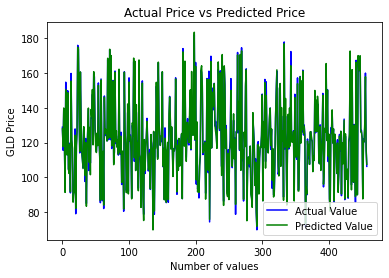 Actual Price vs Predicted Price
GLD Price
180
160
140
120
100
80
0
100
200
300
400
Number of values
Actual Value
Predicted Value